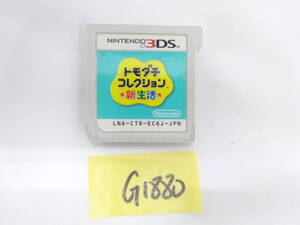 NINTENDO 3DS
トモダチ
コレクション
新生活
Nintendo
LNA-CTR-EC6J-JPN
G1880